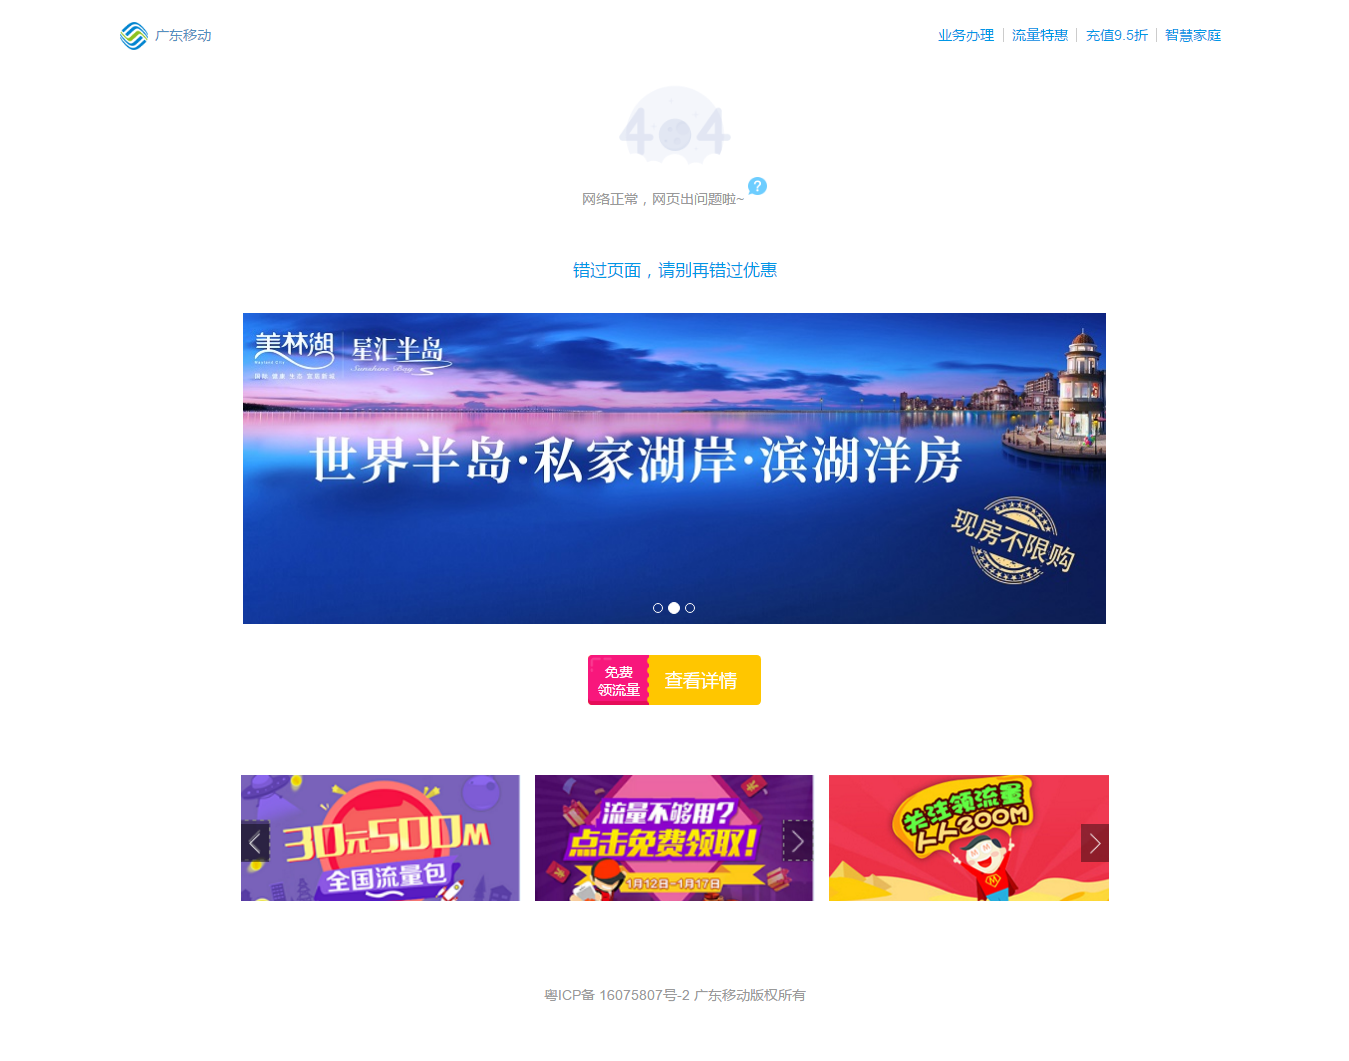 广东移动
业务办理 流量特惠 充值9.5折 智慧家庭
404
网络正常，网页出问题啦~ ?
错过页面，请别再错过优惠
美林湖 星汇半岛
Sunshine Bay
世界半岛·私家湖岸·滨湖洋房
现房不限购
免费
领流量
查看详情
30元500M
全国流量包
流量不够用?
点击免费领取!
1月12日-1月17日
关注领流量
人人200M
粤ICP备 16075807号-2 广东移动版权所有